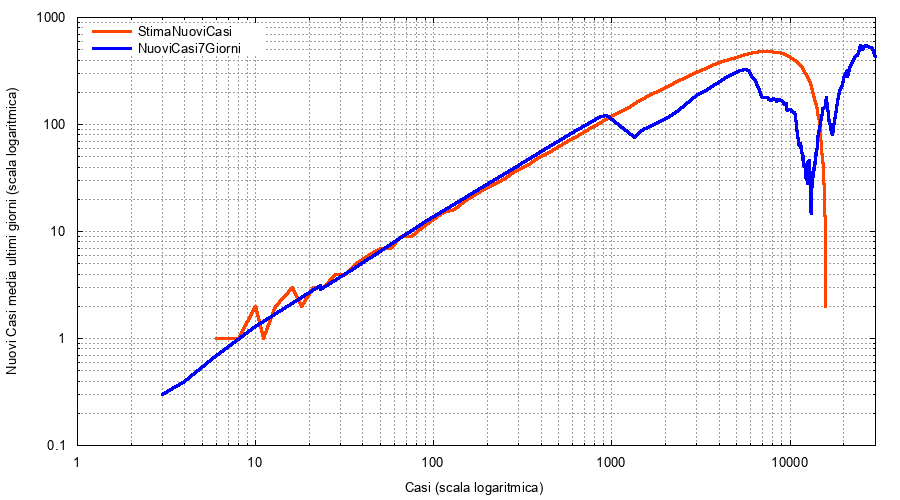 1000
100
10
1
0.1
1
10
100
1000
10000
StimaNuoviCasi
NuoviCasi7Giorni
Nuovi Casi media ultimi giorni (scala logaritmica)
Casi (scala logaritmica)